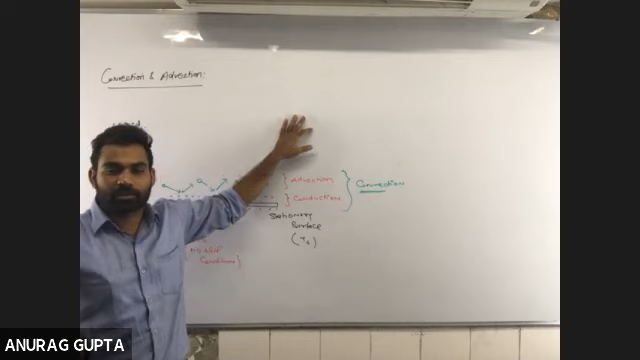 Convection & Advection:
} Advection
} Conduction
} Convection
Stationary
Surface
(Ts)
No slip
Condition}
ANURAG GUPTA